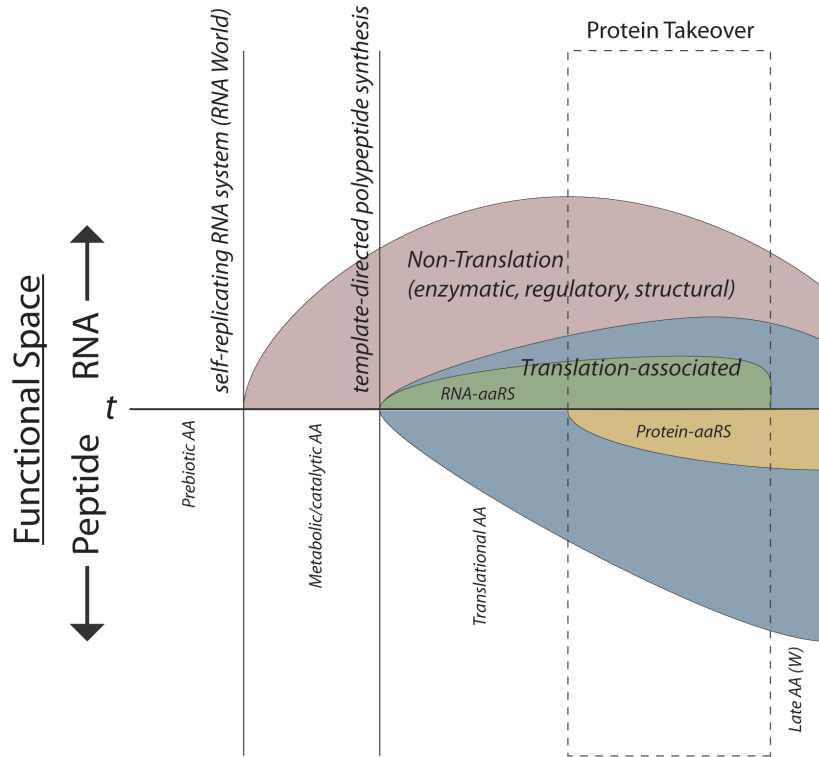 Protein Takeover
self-replicating RNA system (RNA World)
template-directed polypeptide synthesis
Functional Space
Peptide
RNA
t
Non-Translation
(enzymatic, regulatory, structural)
Translation-associated
RNA-aaRS
Protein-aaRS
Prebiotic AA
Metabolic/catalytic AA
Translational AA
Late AA (W)